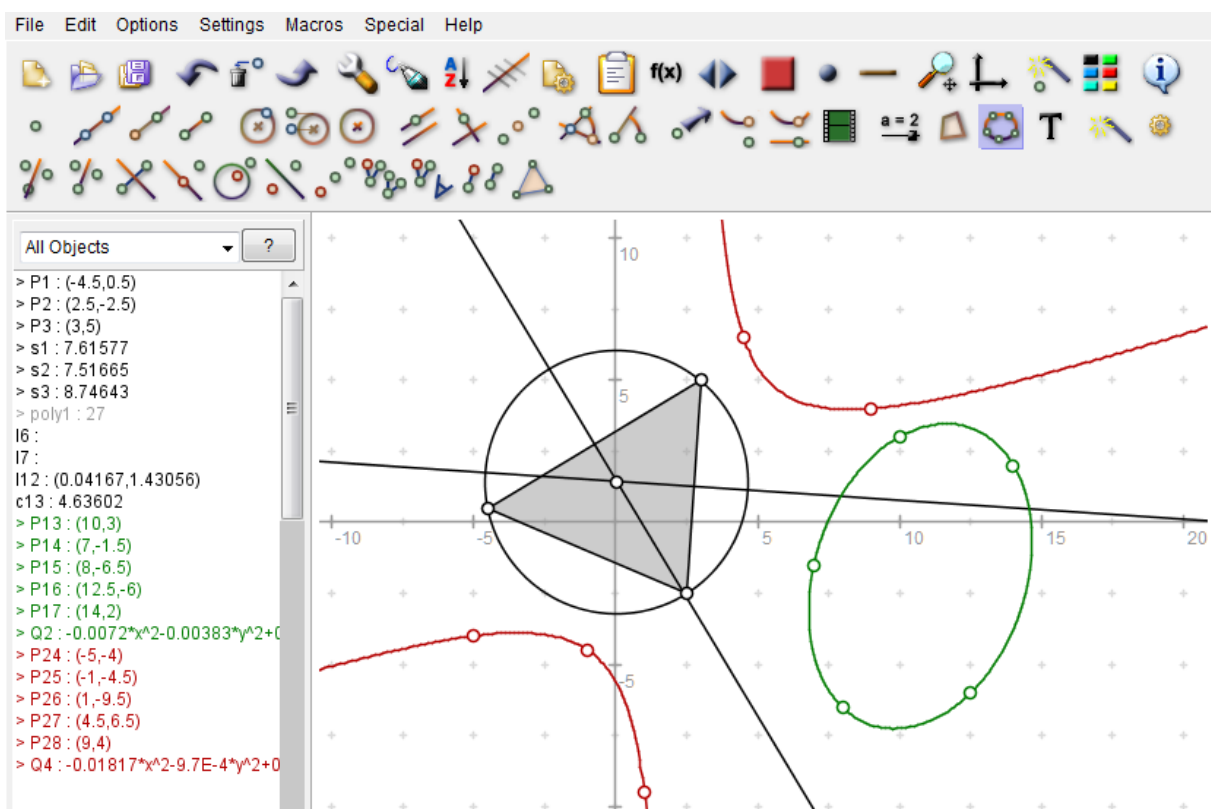 File Edit Options Settings Macros Special Help
f(x)
a = 2
T
All Objects ?
> P1 : (-4.5,0.5)
> P2 : (2.5,-2.5)
> P3 : (3,5)
> s1 : 7.61577
> s2 : 7.51665
> s3 : 8.74643
> poly1 : 27
l6 :
l7 :
I12 : (0.04167,1.43056)
c13 : 4.63602
> P13 : (10,3)
> P14 : (7,-1.5)
> P15 : (8,-6.5)
> P16 : (12.5,-6)
> P17 : (14,2)
> Q2 : -0.0072*x^2-0.00383*y^2+0
> P24 : (-5,-4)
> P25 : (-1,-4.5)
> P26 : (1,-9.5)
> P27 : (4.5,6.5)
> P28 : (9,4)
> Q4 : -0.01817*x^2-9.7E-4*y^2+0
10
5
-10 -5 5 10 15 20
-5